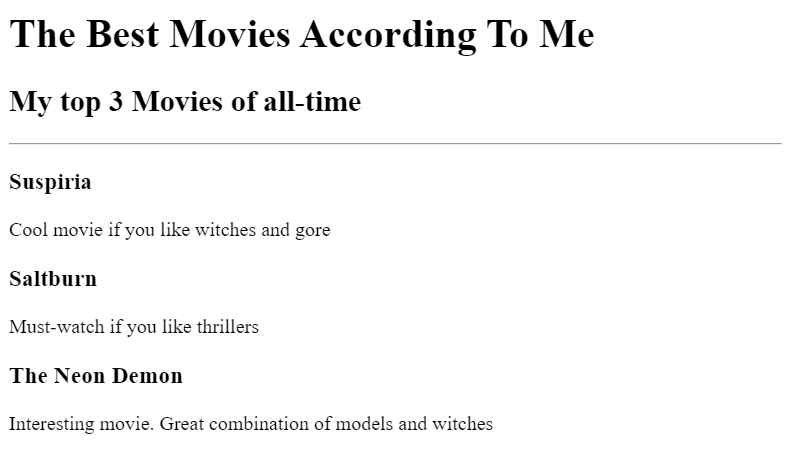 The Best Movies According To Me
My top 3 Movies of all-time
Suspiria
Cool movie if you like witches and gore
Saltburn
Must-watch if you like thrillers
The Neon Demon
Interesting movie. Great combination of models and witches